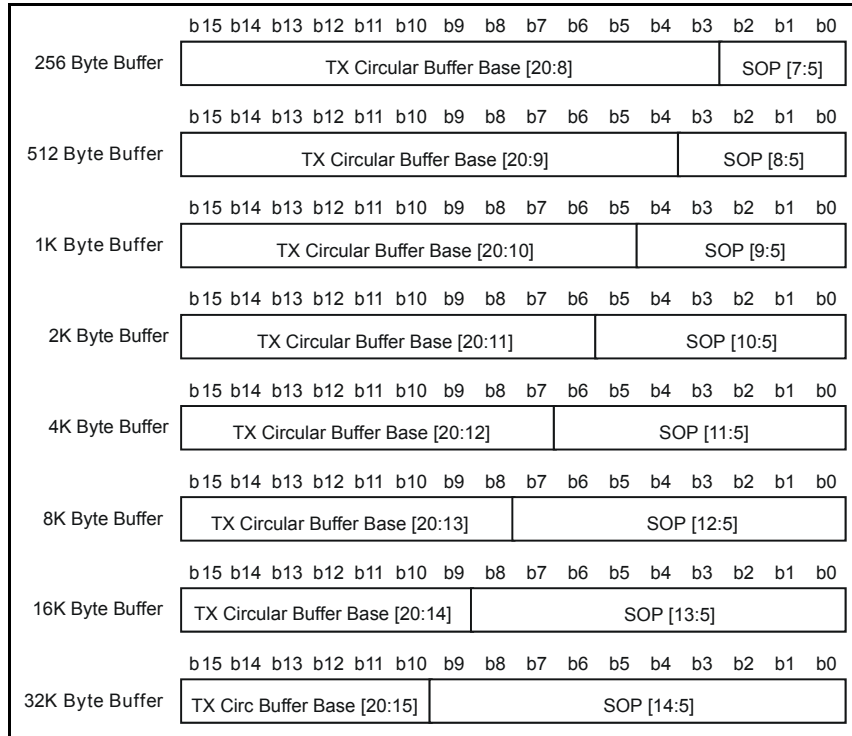 b15 b14 b13 b12 b11 b10 b9 b8 b7 b6 b5 b4 b3 b2 b1 b0
256 Byte Buffer TX Circular Buffer Base [20:8] SOP [7:5]
b15 b14 b13 b12 b11 b10 b9 b8 b7 b6 b5 b4 b3 b2 b1 b0
512 Byte Buffer TX Circular Buffer Base [20:9] SOP [8:5]
b15 b14 b13 b12 b11 b10 b9 b8 b7 b6 b5 b4 b3 b2 b1 b0
1K Byte Buffer TX Circular Buffer Base [20:10] SOP [9:5]
b15 b14 b13 b12 b11 b10 b9 b8 b7 b6 b5 b4 b3 b2 b1 b0
2K Byte Buffer TX Circular Buffer Base [20:11] SOP [10:5]
b15 b14 b13 b12 b11 b10 b9 b8 b7 b6 b5 b4 b3 b2 b1 b0
4K Byte Buffer TX Circular Buffer Base [20:12] SOP [11:5]
b15 b14 b13 b12 b11 b10 b9 b8 b7 b6 b5 b4 b3 b2 b1 b0
8K Byte Buffer TX Circular Buffer Base [20:13] SOP [12:5]
b15 b14 b13 b12 b11 b10 b9 b8 b7 b6 b5 b4 b3 b2 b1 b0
16K Byte Buffer TX Circular Buffer Base [20:14] SOP [13:5]
b15 b14 b13 b12 b11 b10 b9 b8 b7 b6 b5 b4 b3 b2 b1 b0
32K Byte Buffer TX Circ Buffer Base [20:15] SOP [14:5]